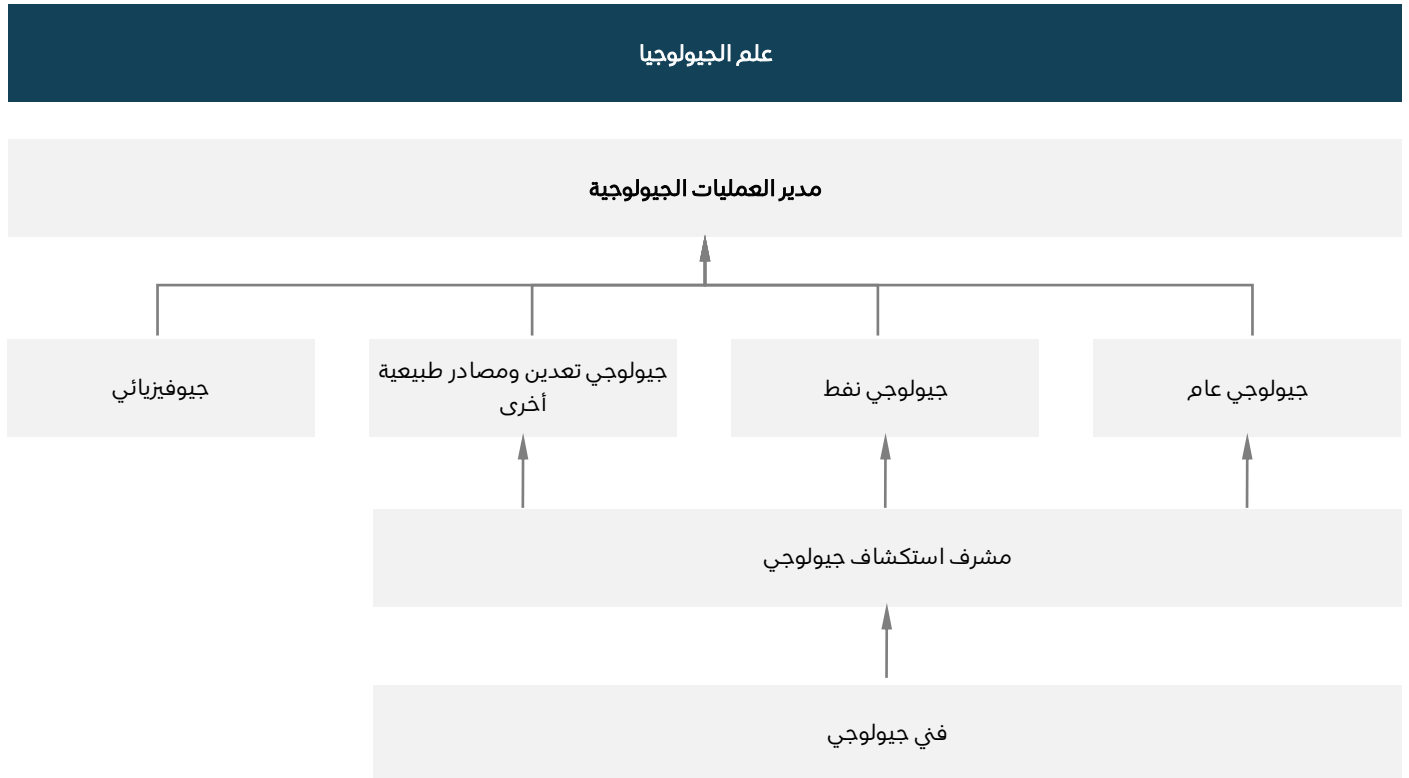 علم الجيولوجيا
مدير العمليات الجيولوجية
جيولوجي عام
جيولوجي نفط
جيولوجي تعدين ومصادر طبيعية
أخرى
جيوفيزيائي
مشرف استكشاف جيولوجي
فني جيولوجي